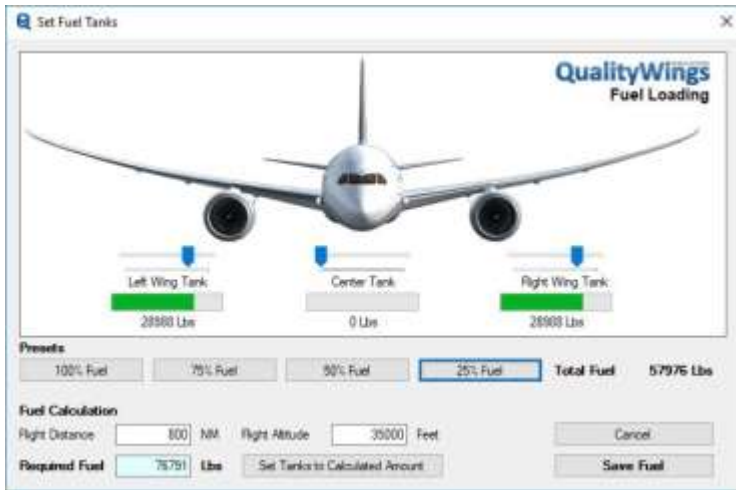 Set Fuel Tanks
QualityWings
Fuel Loading
Left Wing Tank Center Tank Right Wing Tank
28988 Lbs 0 Lbs 28988 Lbs
Presets
100% Fuel 75% Fuel 50% Fuel 25% Fuel Total Fuel 57976 Lbs
Fuel Calculation
Flight Distance 800 NM Flight Altitude 35000 Feet Cancel
Required Fuel 76791 Lbs Set Tanks to Calculated Amount Save Fuel